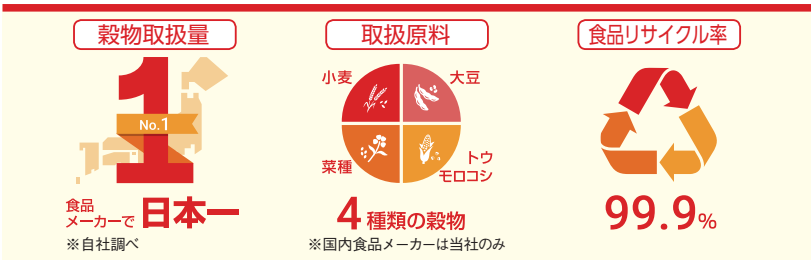 穀物取扱量
No.1
食品
メーカーで 日本一
※自社調べ
取扱原料
小麦
大豆
菜種
トウ
モロコシ
4種類の穀物
※国内食品メーカーは当社のみ
食品リサイクル率
99.9%